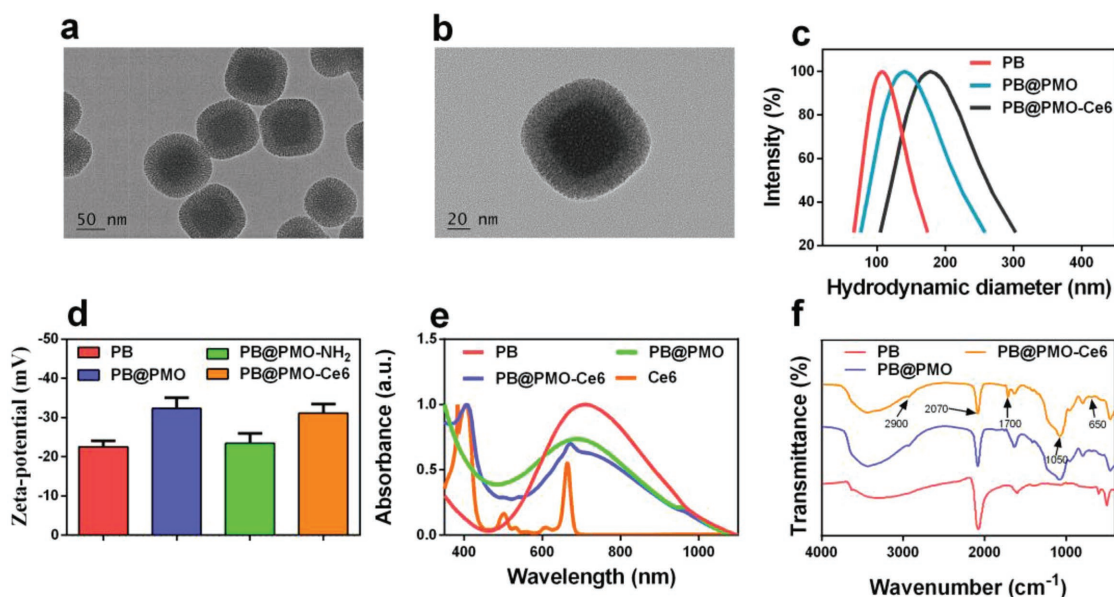 a
50 nm
b
20 nm
c
Intensity (%)
100
80
60
40
20
PB
PB@PMO
PB@PMO-Ce6
100 200 300 400
Hydrodynamic diameter (nm)
d
Zeta-potential (mV)
-50
-40
-30
-20
-10
0
PB
PB@PMO-NH₂
PB@PMO
PB@PMO-Ce6
e
Absorbance (a.u.)
1.5
1.0
0.5
0.0
PB
PB@PMO
PB@PMO-Ce6
Ce6
400 600 800 1000
Wavelength (nm)
f
Transmittance (%)
PB
PB@PMO-Ce6
PB@PMO
2900
2070
1700
1050
650
4000 3000 2000 1000
Wavenumber (cm⁻¹)